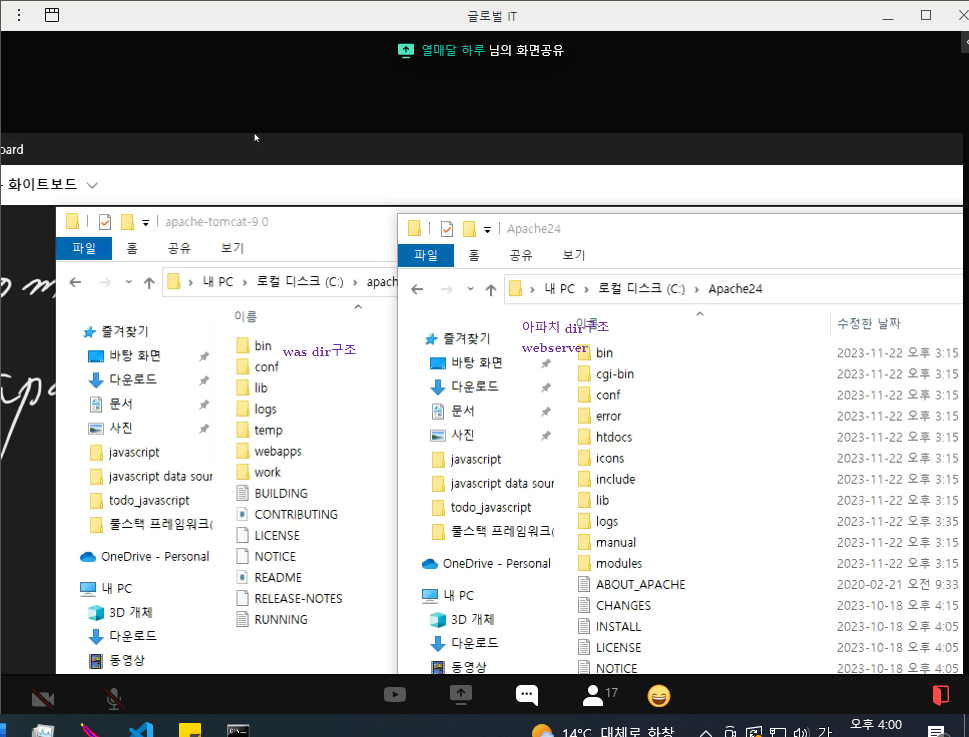 글로벌 IT
열매달 하루 님의 화면공유
oard
화이트보드
apache-tomcat-9.0
파일 홈 공유 보기
내 PC › 로컬 디스크 (C:) › apach
이름
즐겨찾기
바탕 화면
다운로드
문서
사진
javascript
javascript data sour
todo_javascript
풀스택 프레임워크(
OneDrive - Personal
내 PC
3D 개체
다운로드
동영상
bin
conf
lib
logs
temp
webapps
work
BUILDING
CONTRIBUTING
LICENSE
NOTICE
README
RELEASE-NOTES
RUNNING
was dir구조
Apache24
파일 홈 공유 보기
내 PC › 로컬 디스크 (C:) › Apache24
이름 수정한 날짜
아파치 dir구조
webserver
즐겨찾기
바탕 화면
다운로드
문서
사진
javascript
javascript data sour
todo_javascript
풀스택 프레임워크(
OneDrive - Personal
내 PC
3D 개체
다운로드
동영상
bin 2023-11-22 오후 3:15
cgi-bin 2023-11-22 오후 3:15
conf 2023-11-22 오후 3:15
error 2023-11-22 오후 3:15
htdocs 2023-11-22 오후 3:15
icons 2023-11-22 오후 3:15
include 2023-11-22 오후 3:15
lib 2023-11-22 오후 3:15
logs 2023-11-22 오후 3:35
manual 2023-11-22 오후 3:15
modules 2023-11-22 오후 3:15
ABOUT_APACHE 2020-02-21 오전 9:33
CHANGES 2023-10-18 오후 4:15
INSTALL 2023-10-18 오후 4:05
LICENSE 2023-10-18 오후 4:05
NOTICE 2023-10-18 오후 4:05
17
14°C 대체로 화창
가
오후 4:00